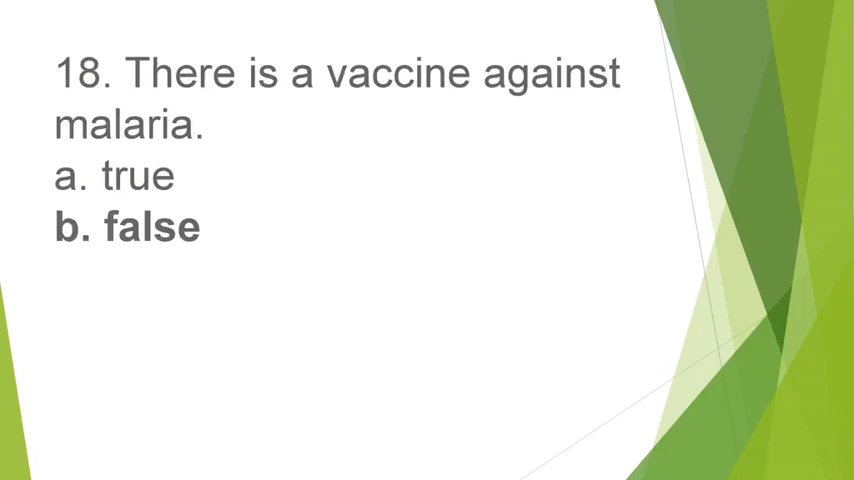 18. There is a vaccine against
malaria.
a. true
b. false